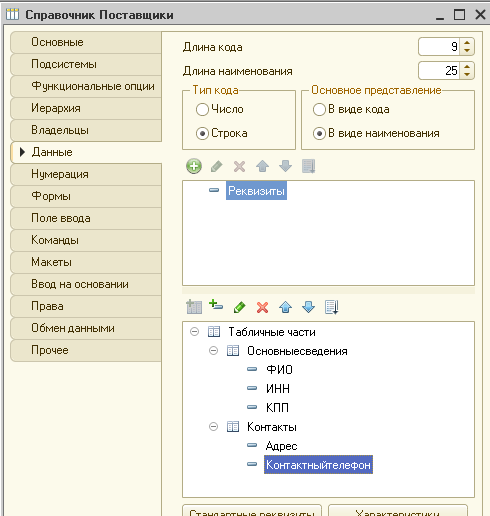 Справочник Поставщики
Основные
Подсистемы
Функциональные опции
Иерархия
Владельцы
Данные
Нумерация
Формы
Поле ввода
Команды
Макеты
Ввод на основании
Права
Обмен данными
Прочее
Длина кода 9
Длина наименования 25
Тип кода
Число
Строка
Основное представление
В виде кода
В виде наименования
Реквизиты
Табличные части
Основныесведения
ФИО
ИНН
КПП
Контакты
Адрес
Контактныйтелефон
Стандартные реквизиты
Характеристики